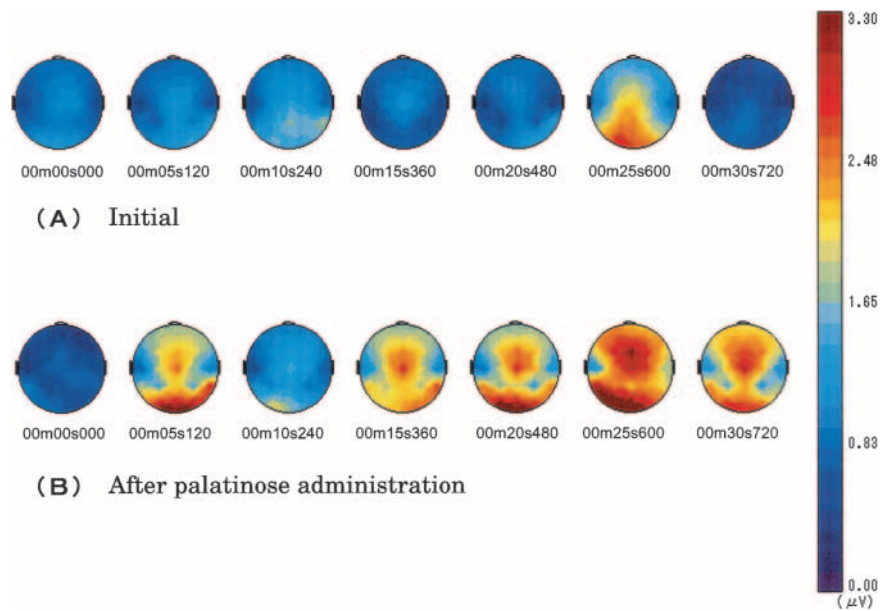 3.30
2.48
1.65
0.83
0.00
(μV)
00m00s000 00m05s120 00m10s240 00m15s360 00m20s480 00m25s600 00m30s720
(A) Initial
00m00s000 00m05s120 00m10s240 00m15s360 00m20s480 00m25s600 00m30s720
(B) After palatinose administration